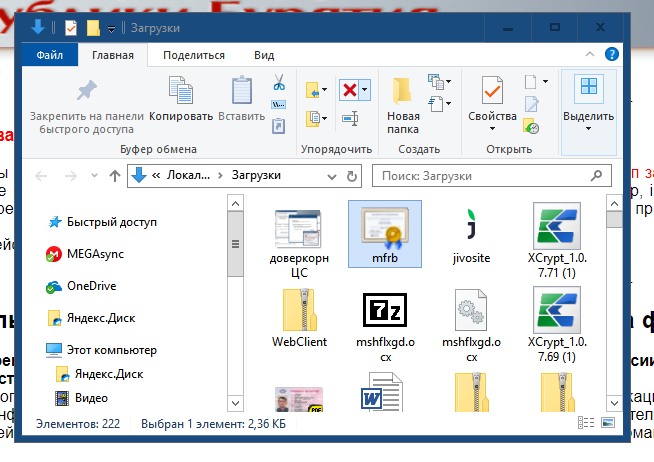 ублики Бурятия
Загрузки
Файл Главная Поделиться Вид
Закрепить на панели быстрого доступа
Копировать
Вставить
Новая папка
Свойства
Выделить
Буфер обмена Упорядочить Создать Открыть
« Локал... › Загрузки
Поиск: Загрузки
Быстрый доступ
MEGAsync
OneDrive
Яндекс.Диск
Этот компьютер
Яндекс.Диск
Видео
доверкорн ЦС
mfrb
jivosite
XCrypt_1.0.7.71 (1)
WebClient
mshflxgd.ocx
mshflxgd.ocx
XCrypt_1.0.7.69 (1)
PDF
Элементов: 222 Выбран 1 элемент: 2,36 КБ